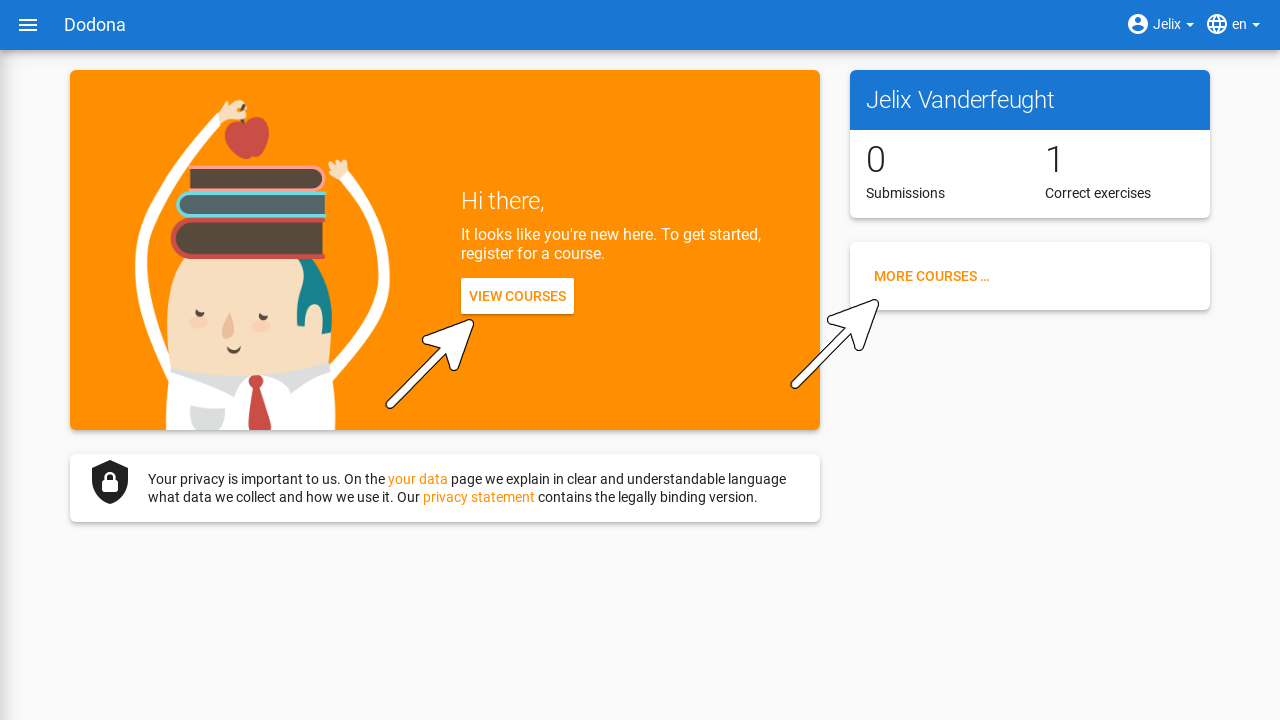 Dodona
Jelix
en
Hi there,
It looks like you're new here. To get started,
register for a course.
VIEW COURSES
Jelix Vanderfeught
0
1
Submissions
Correct exercises
MORE COURSES ...
Your privacy is important to us. On the your data page we explain in clear and understandable language
what data we collect and how we use it. Our privacy statement contains the legally binding version.